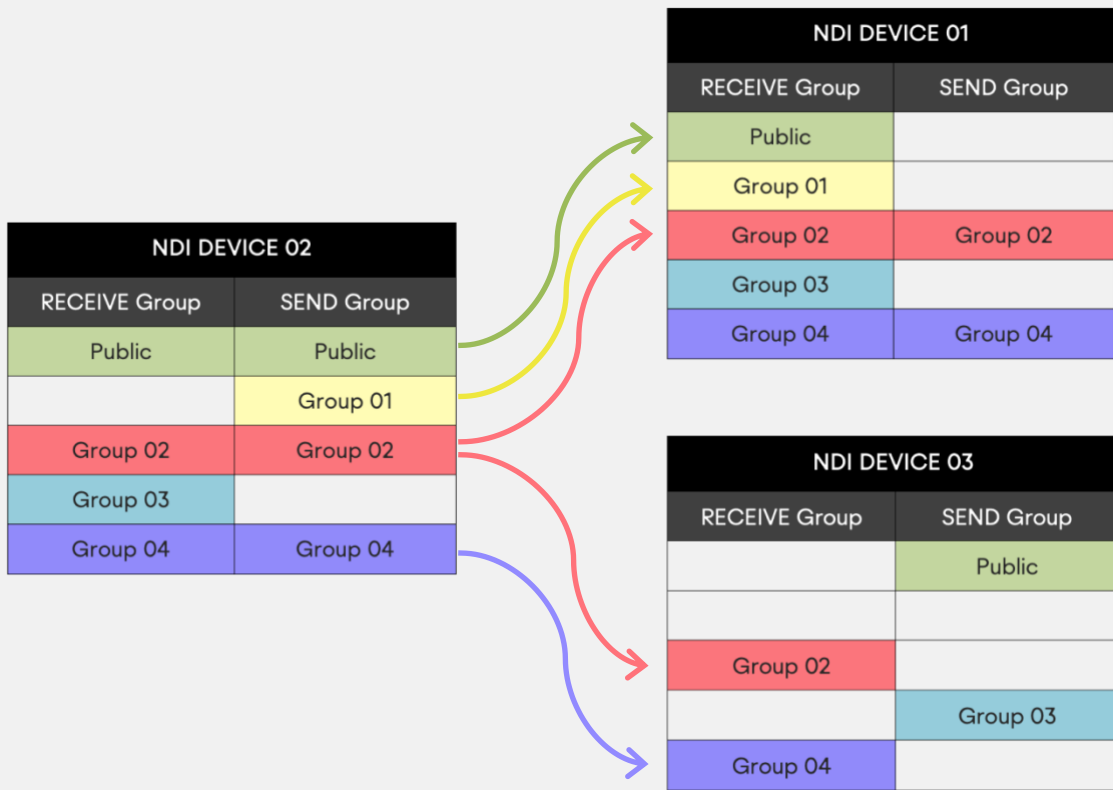 NDI DEVICE 01
RECEIVE Group SEND Group
Public
Group 01
Group 02 Group 02
Group 03
Group 04 Group 04
NDI DEVICE 02
RECEIVE Group SEND Group
Public Public
Group 01
Group 02 Group 02
Group 03
Group 04 Group 04
NDI DEVICE 03
RECEIVE Group SEND Group
Public
Group 02
Group 03
Group 04